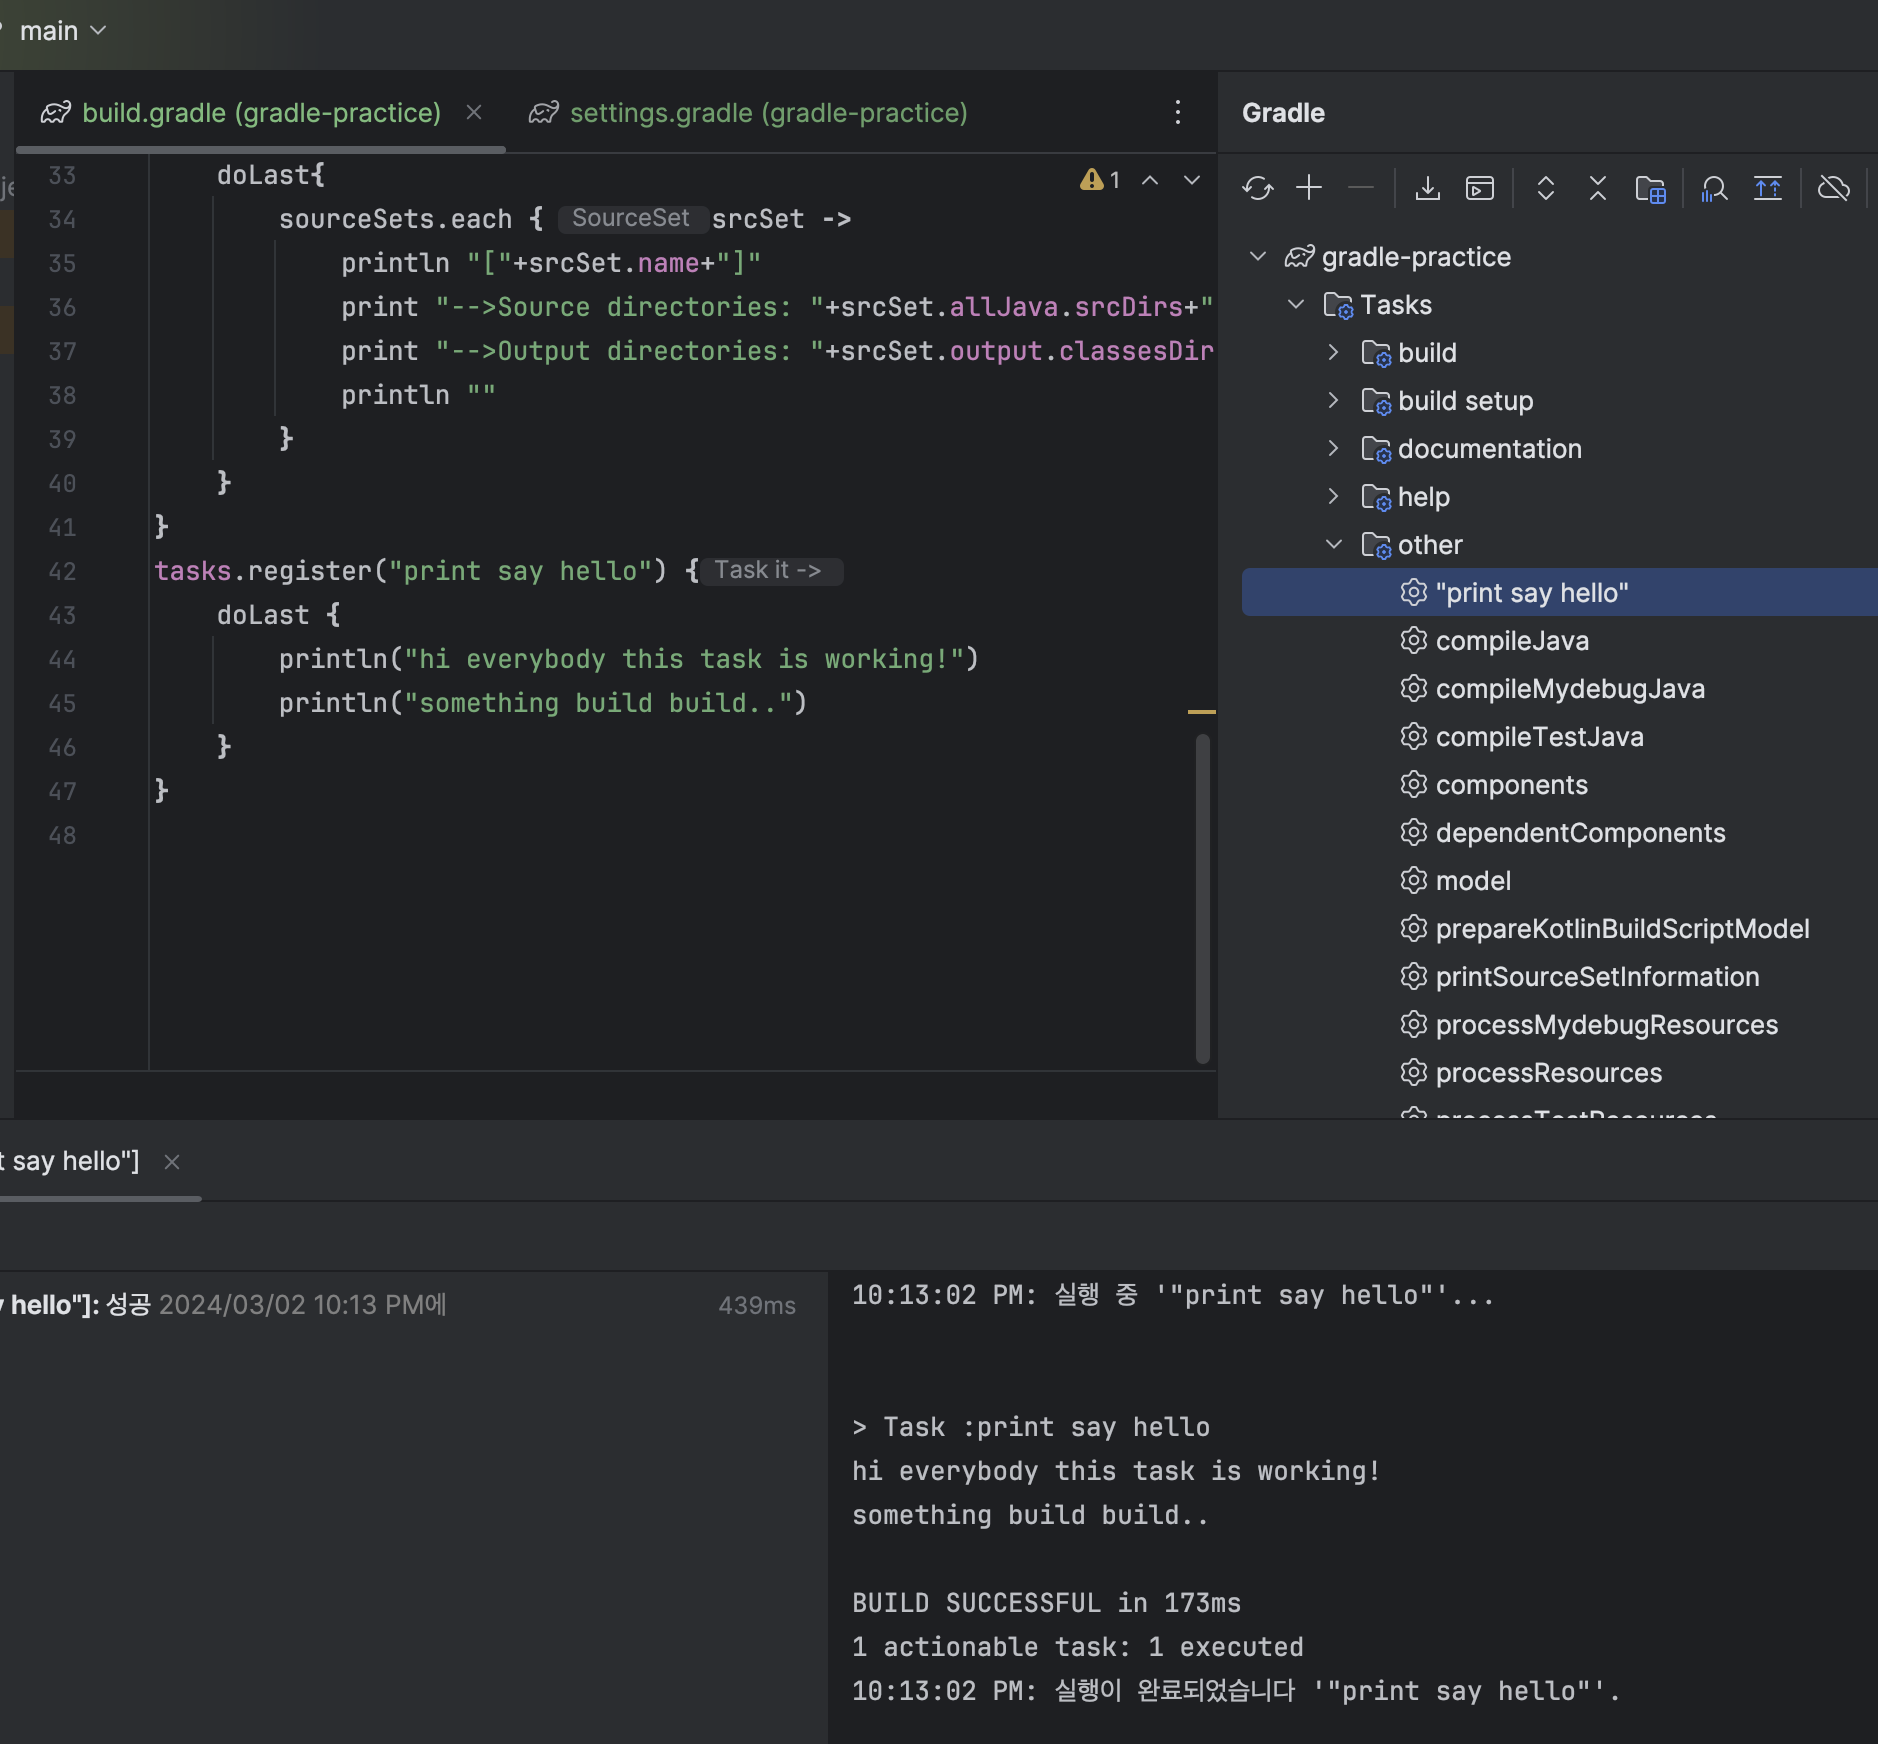 main
build.gradle (gradle-practice)
settings.gradle (gradle-practice)
33 doLast{
1
34 sourceSets.each { SourceSet srcSet ->
35 println "["+srcSet.name+"]"
36 print "-->Source directories: "+srcSet.allJava.srcDirs+"
37 print "-->Output directories: "+srcSet.output.classesDir
38 println ""
39 }
40 }
41 }
42 tasks.register("print say hello") { Task it ->
43 doLast {
44 println("hi everybody this task is working!")
45 println("something build build..")
46 }
47 }
48
Gradle
gradle-practice
Tasks
build
build setup
documentation
help
other
"print say hello"
compileJava
compileMydebugJava
compileTestJava
components
dependentComponents
model
prepareKotlinBuildScriptModel
printSourceSetInformation
processMydebugResources
processResources
processTestResources
t say hello"]
y hello"]: 성공 2024/03/02 10:13 PM에 439ms
10:13:02 PM: 실행 중 '"print say hello"'...
> Task :print say hello
hi everybody this task is working!
something build build..
BUILD SUCCESSFUL in 173ms
1 actionable task: 1 executed
10:13:02 PM: 실행이 완료되었습니다 '"print say hello"'.